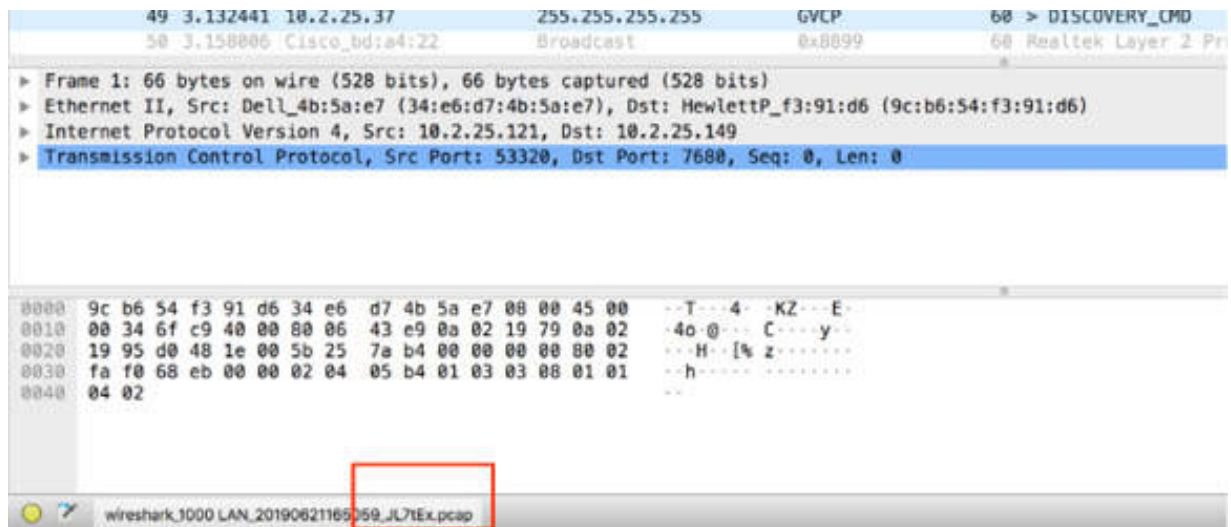 49 3.132441 10.2.25.37 255.255.255.255 GVCP 60 > DISCOVERY_CMD
50 3.158006 Cisco_bd:a4:22 Broadcast 0x8899 60 Realtek Layer 2 Pr
Frame 1: 66 bytes on wire (528 bits), 66 bytes captured (528 bits)
Ethernet II, Src: Dell_4b:5a:e7 (34:e6:d7:4b:5a:e7), Dst: HewlettP_f3:91:d6 (9c:b6:54:f3:91:d6)
Internet Protocol Version 4, Src: 10.2.25.121, Dst: 10.2.25.149
Transmission Control Protocol, Src Port: 53320, Dst Port: 7680, Seq: 0, Len: 0
0000 9c b6 54 f3 91 d6 34 e6 d7 4b 5a e7 08 00 45 00 ··T···4· ·KZ···E·
0010 00 34 6f c9 40 00 80 06 43 e9 0a 02 19 79 0a 02 ·4o·@··· C····y··
0020 19 95 d0 48 1e 00 5b 25 7a b4 00 00 00 00 80 02 ···H··[% z·······
0030 fa f0 68 eb 00 00 02 04 05 b4 01 03 03 08 01 01 ··h····· ········
0040 04 02 ··
wireshark_1000 LAN_20190621165059_JL7tEx.pcap